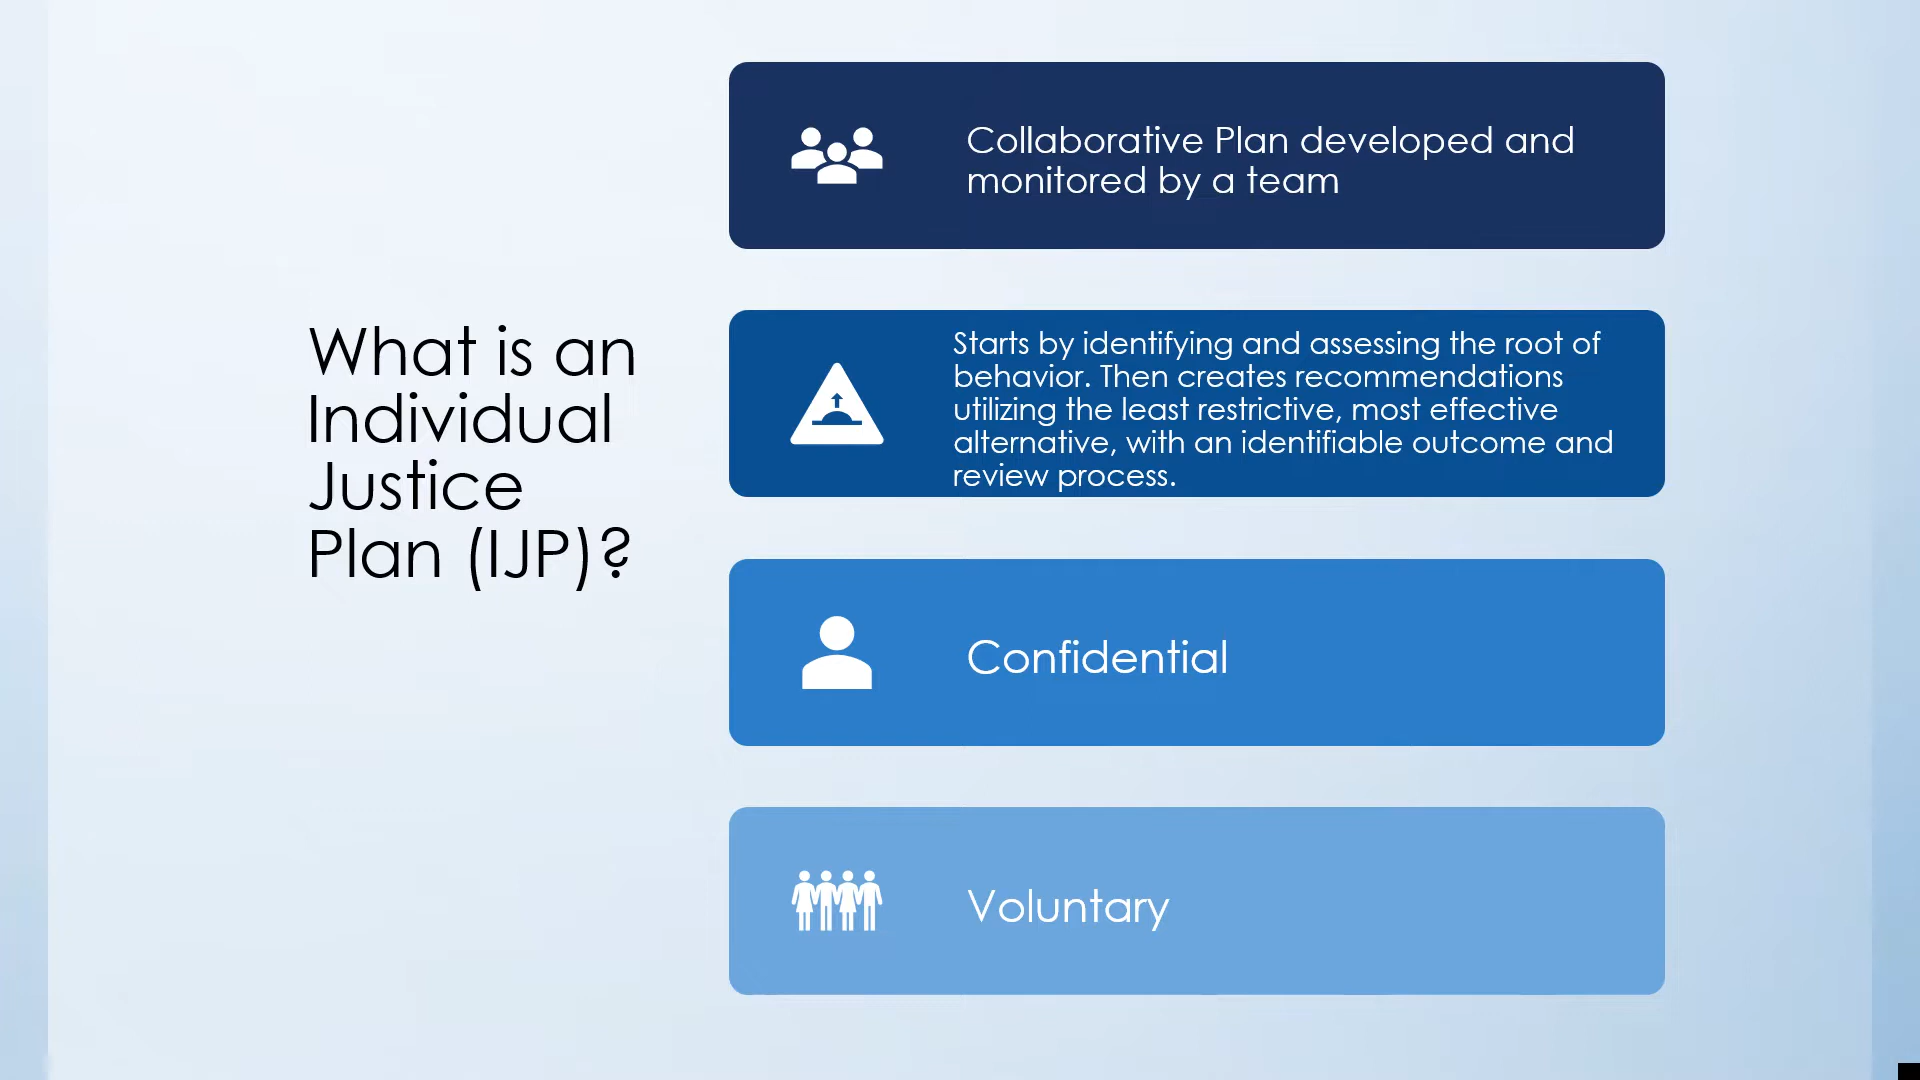 What is an
Individual
Justice
Plan (IJP)?
Collaborative Plan developed and
monitored by a team
Starts by identifying and assessing the root of
behavior. Then creates recommendations
utilizing the least restrictive, most effective
alternative, with an identifiable outcome and
review process.
Confidential
Voluntary